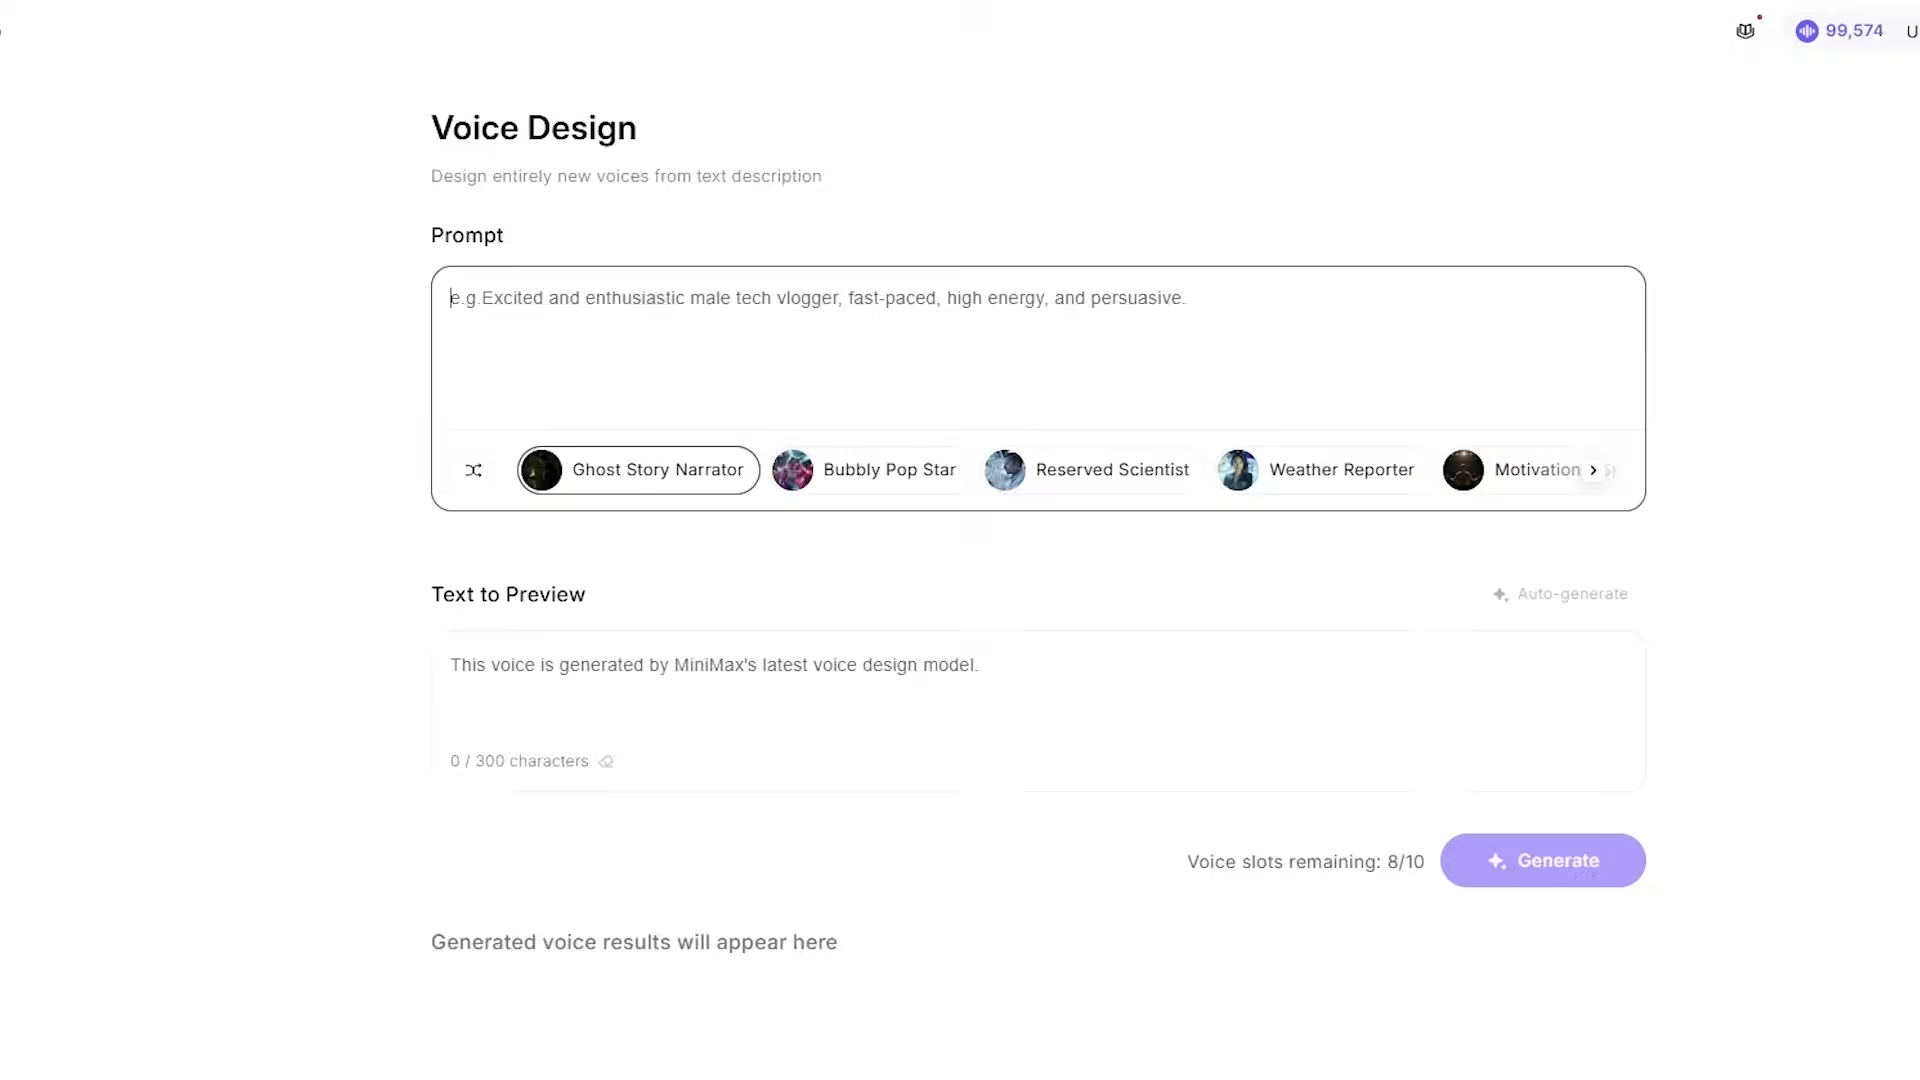 99,574
U
Voice Design
Design entirely new voices from text description
Prompt
e.g.Excited and enthusiastic male tech vlogger, fast-paced, high energy, and persuasive.
Ghost Story Narrator
Bubbly Pop Star
Reserved Scientist
Weather Reporter
Motivation
Text to Preview
Auto-generate
This voice is generated by MiniMax's latest voice design model.
0 / 300 characters
Voice slots remaining: 8/10
Generate
Generated voice results will appear here